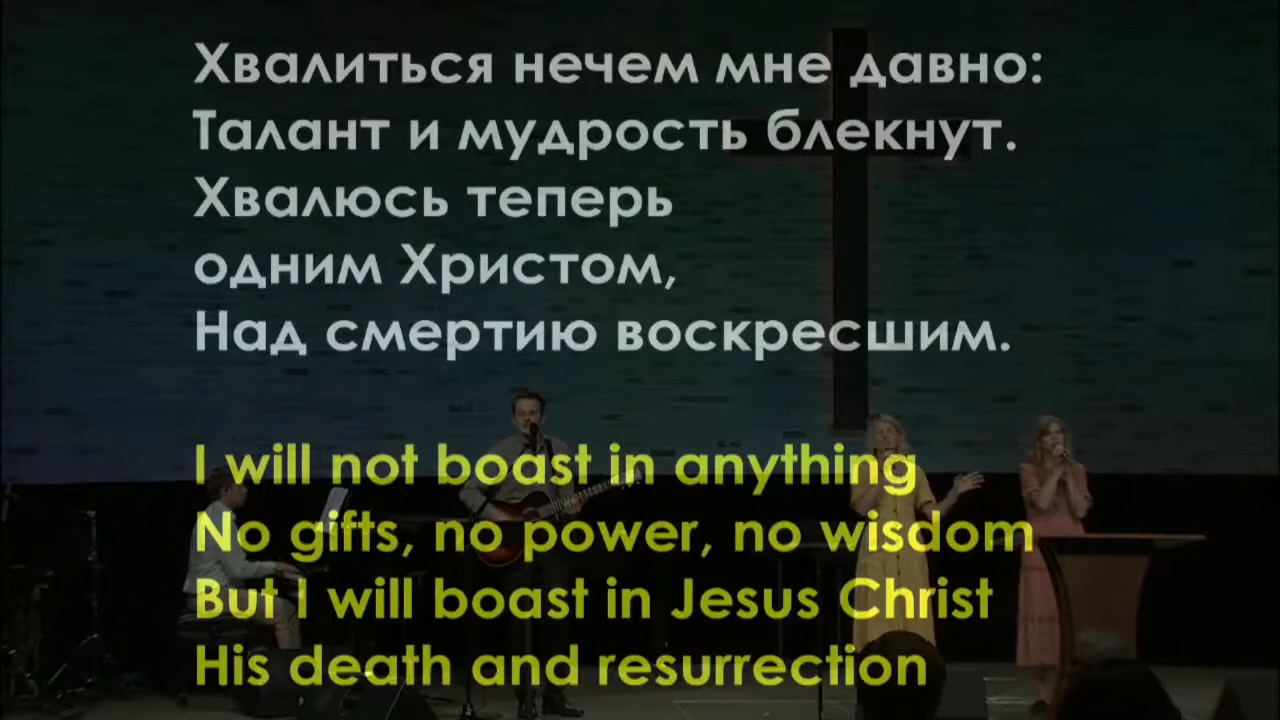 Хвалиться нечем мне давно:
Талант и мудрость блекнут.
Хвалюсь теперь
одним Христом,
Над смертию воскресшим.
I will not boast in anything
No gifts, no power, no wisdom
But I will boast in Jesus Christ
His death and resurrection